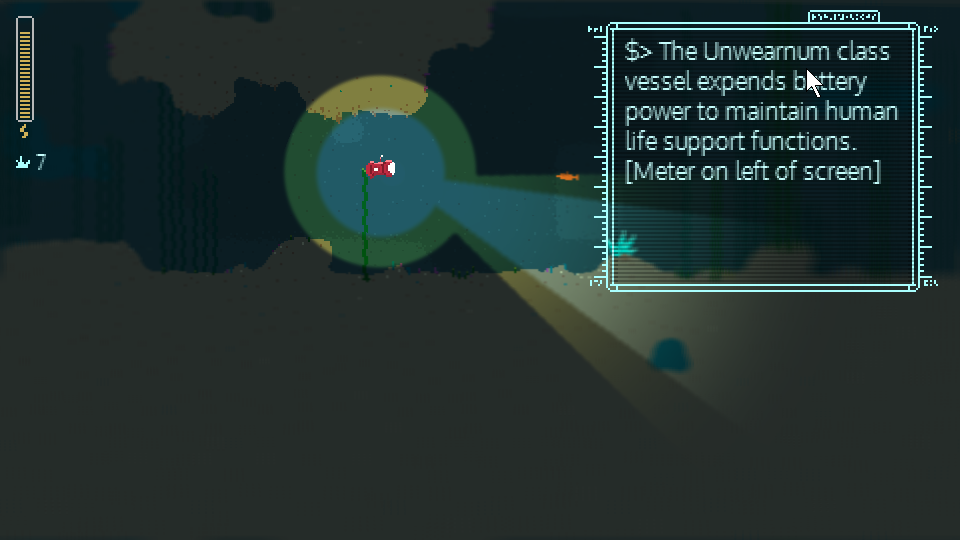 $> The Unwearnum class
vessel expends battery
power to maintain human
life support functions.
[Meter on left of screen]
7